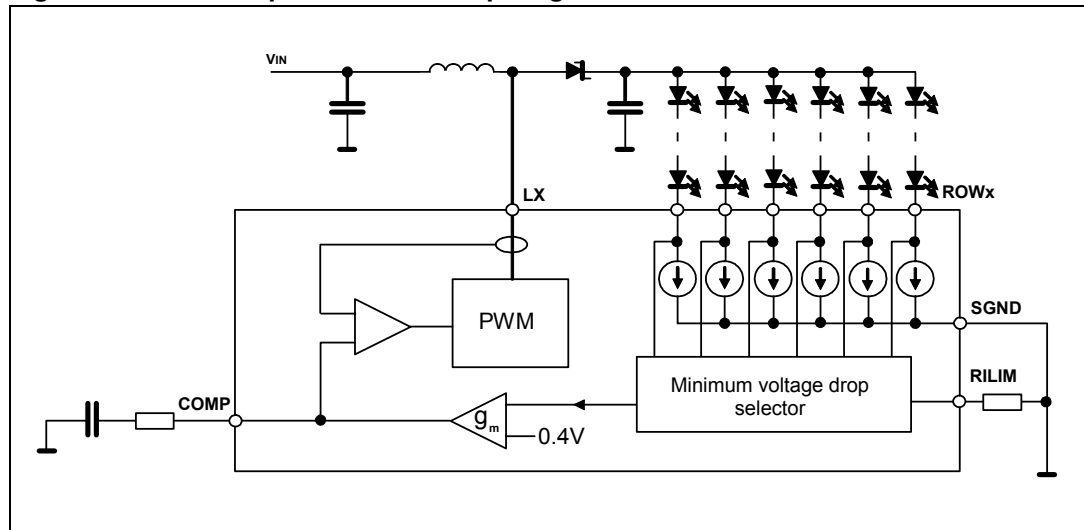 VIN
LX
ROWx
PWM
SGND
Minimum voltage drop
selector
RILIM
COMP
gm
0.4V